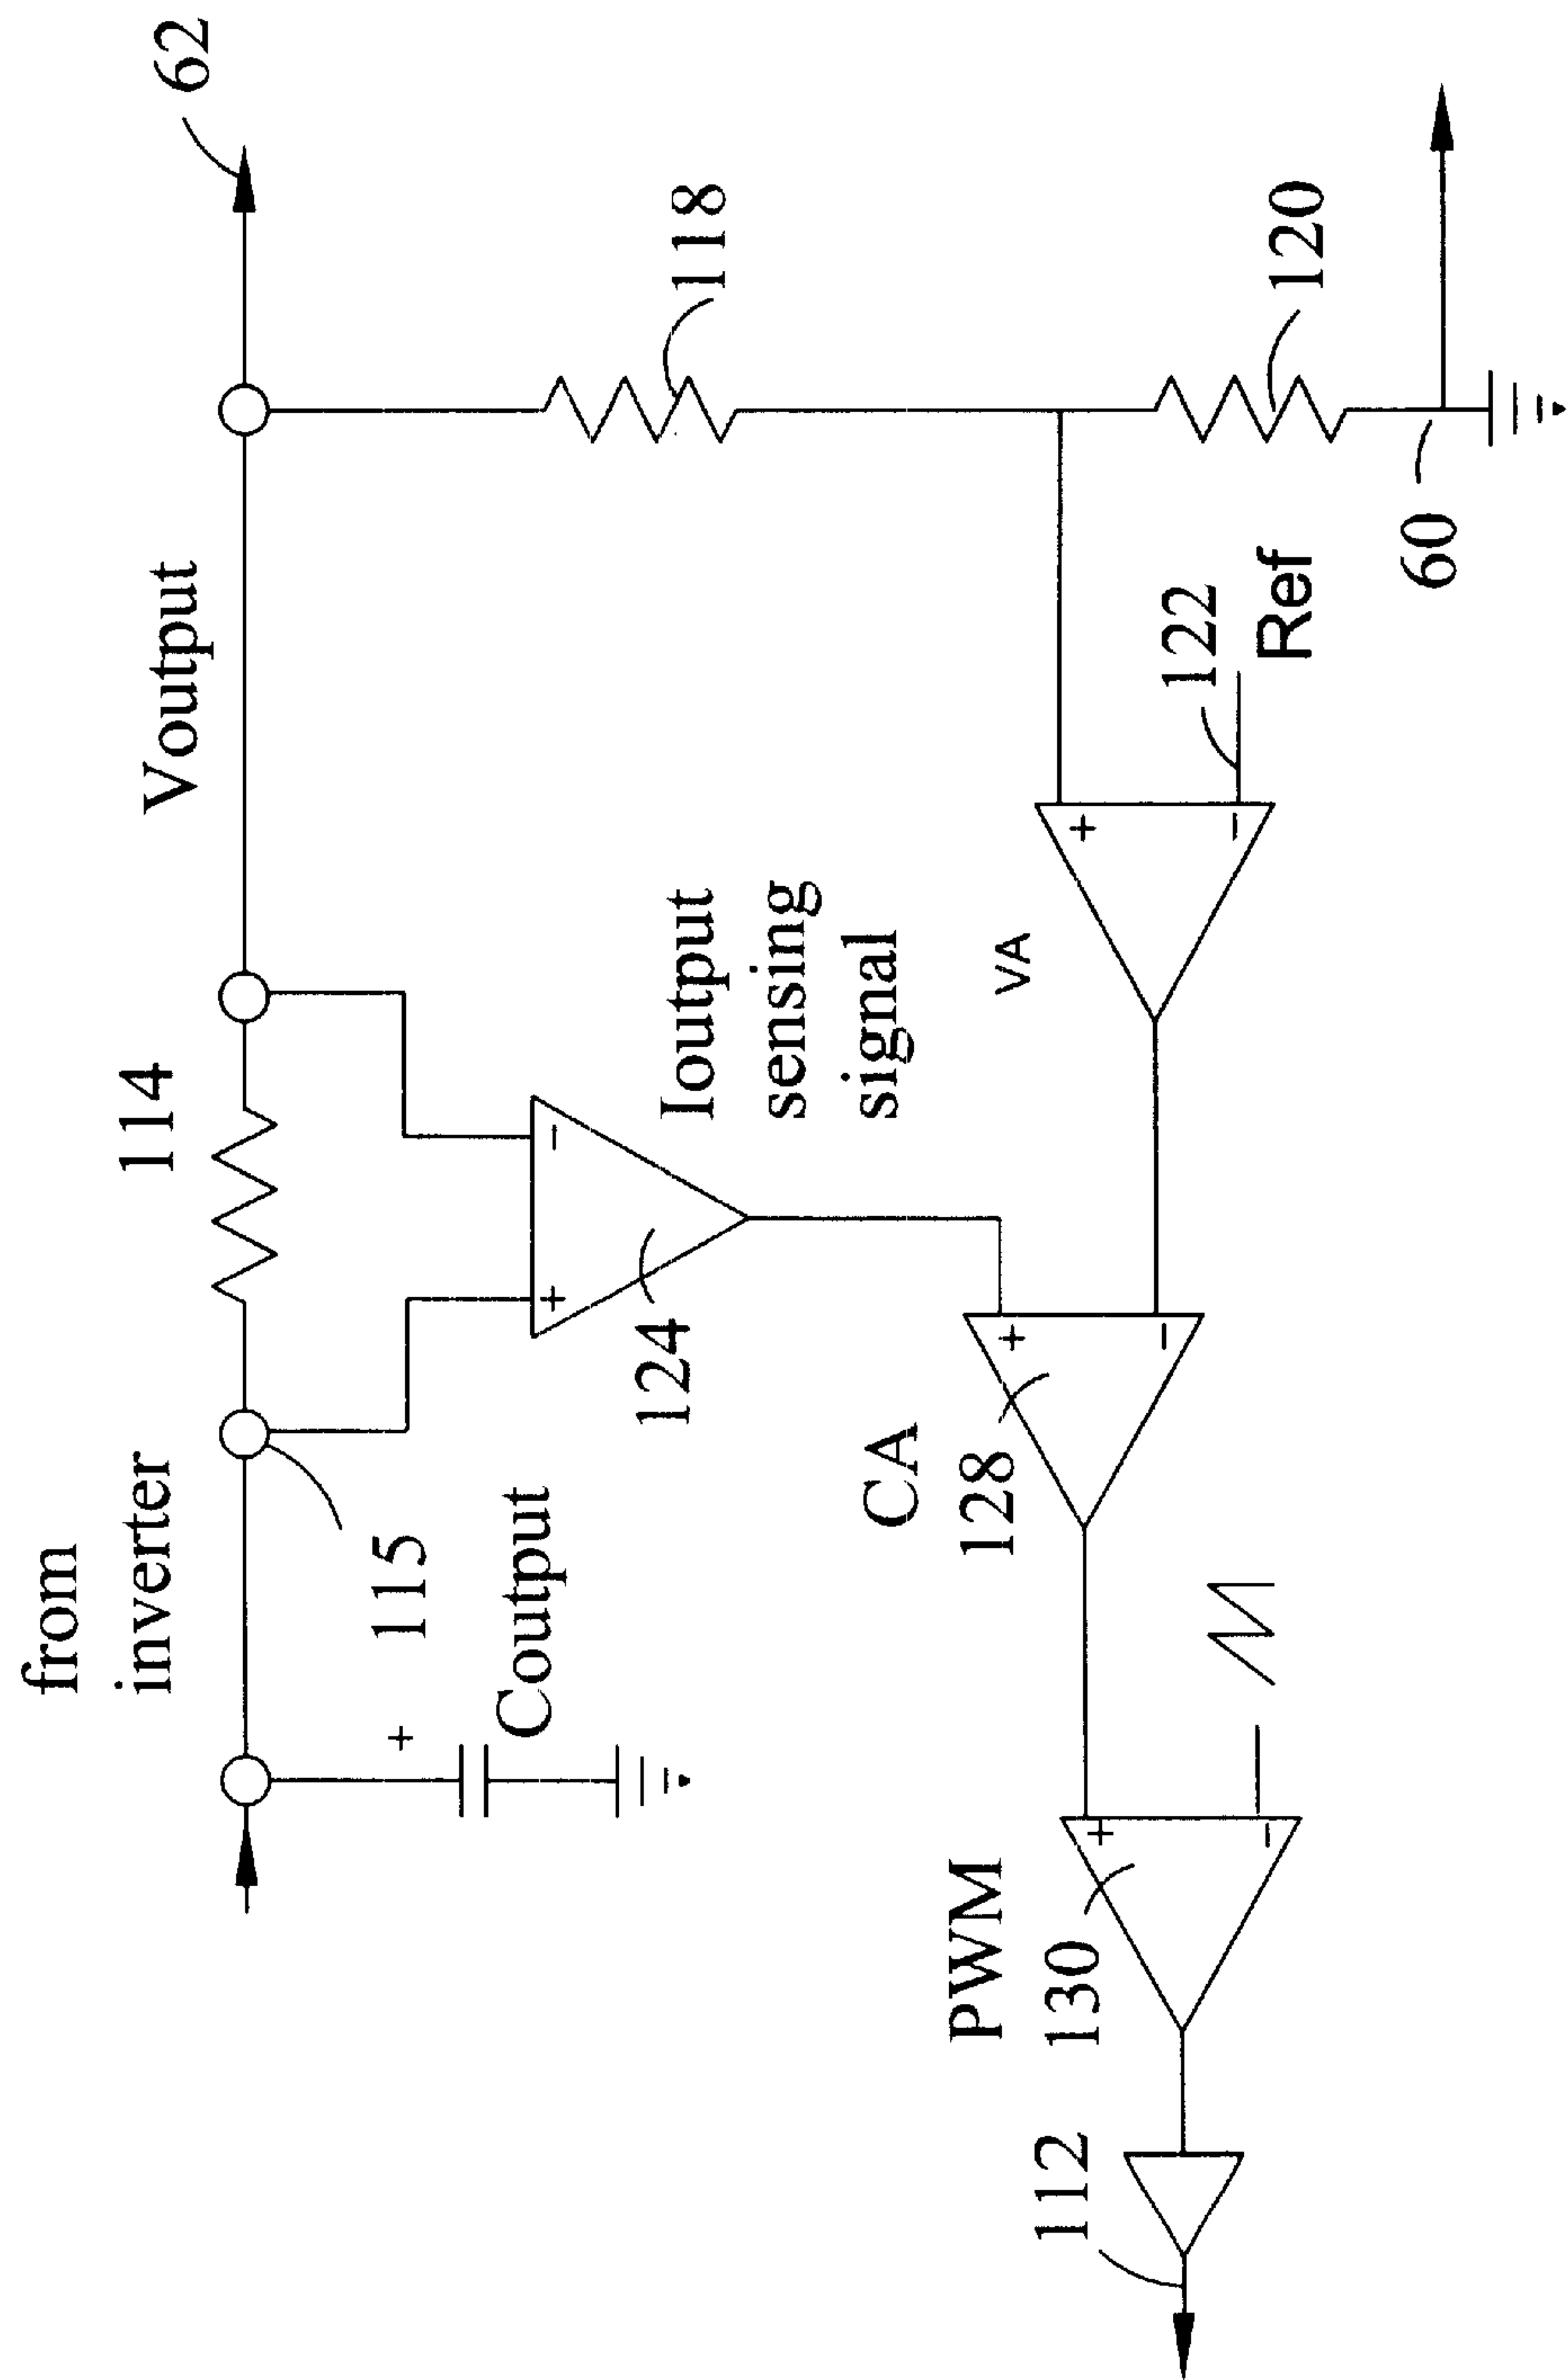 from
inverter
114
Voutput
62
115
Coutput
+
+
-
124
Ioutput
sensing
signal
118
CA
128
+
-
VA
+
-
122
Ref
120
60
PWM
130
+
-
112